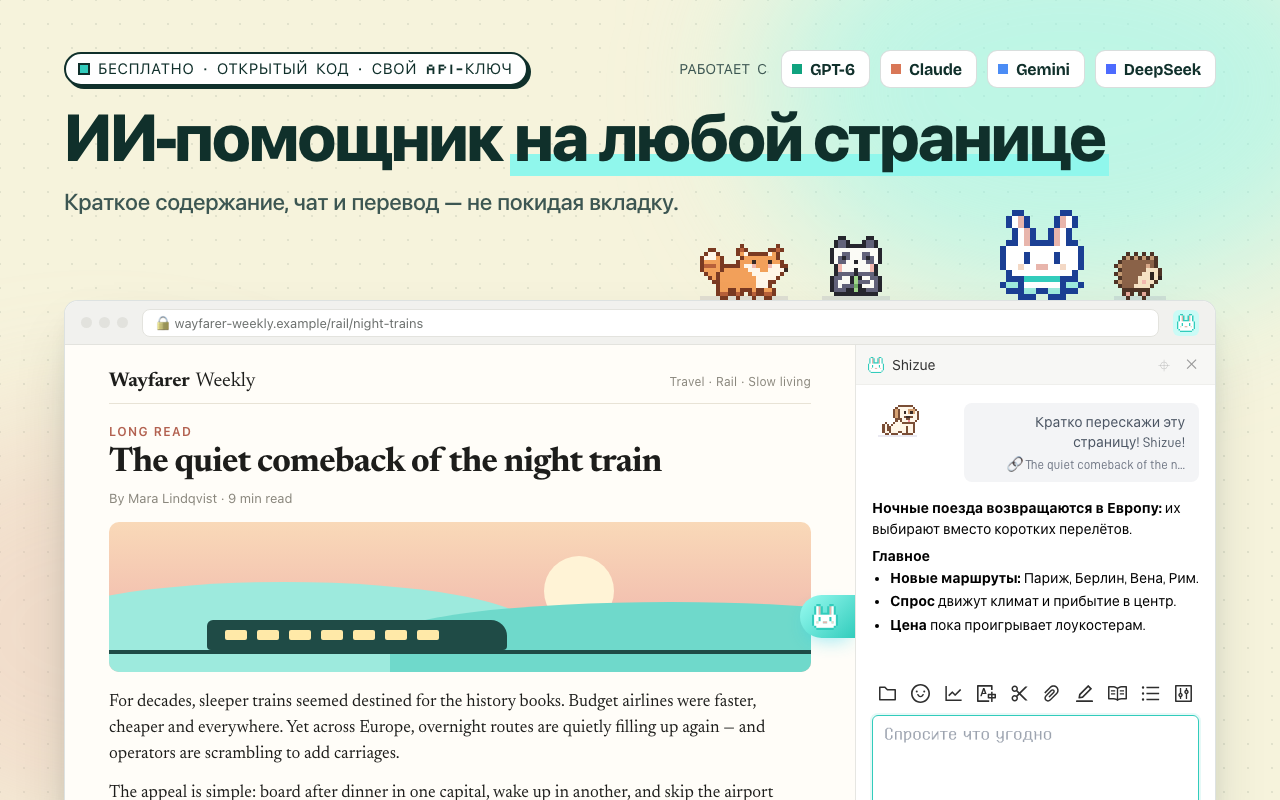 БЕСПЛАТНО · ОТКРЫТЫЙ КОД · СВОЙ API-КЛЮЧ
РАБОТАЕТ С
GPT-6
Claude
Gemini
DeepSeek
ИИ-помощник на любой странице
Краткое содержание, чат и перевод — не покидая вкладку.
wayfarer-weekly.example/rail/night-trains
Wayfarer Weekly
Travel · Rail · Slow living
LONG READ
The quiet comeback of the night train
By Mara Lindqvist · 9 min read
For decades, sleeper trains seemed destined for the history books. Budget airlines were faster,
cheaper and everywhere. Yet across Europe, overnight routes are quietly filling up again — and
operators are scrambling to add carriages.
The appeal is simple: board after dinner in one capital, wake up in another, and skip the airport
Shizue
Кратко перескажи эту
страницу! Shizue!
The quiet comeback of the n...
Ночные поезда возвращаются в Европу: их
выбирают вместо коротких перелётов.
Главное
• Новые маршруты: Париж, Берлин, Вена, Рим.
• Спрос движут климат и прибытие в центр.
• Цена пока проигрывает лоукостерам.
Спросите что угодно